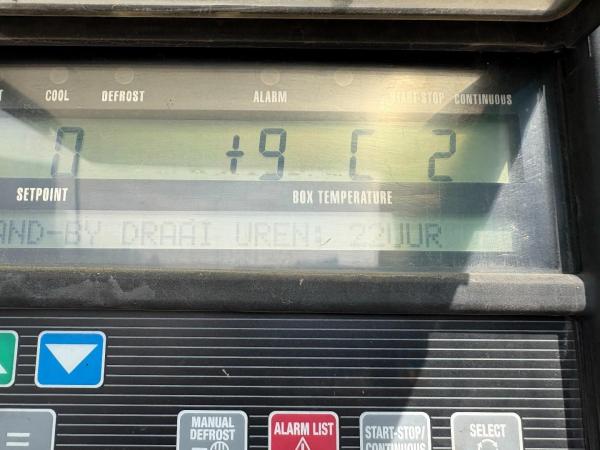 COOL DEFROST ALARM START-STOP CONTINUOUS
0 +9 C 2
SETPOINT BOX TEMPERATURE
AND-BY DRAAI UREN: 22UUR
=
MANUAL DEFROST
ALARM LIST
START-STOP/ CONTINUOUS
SELECT